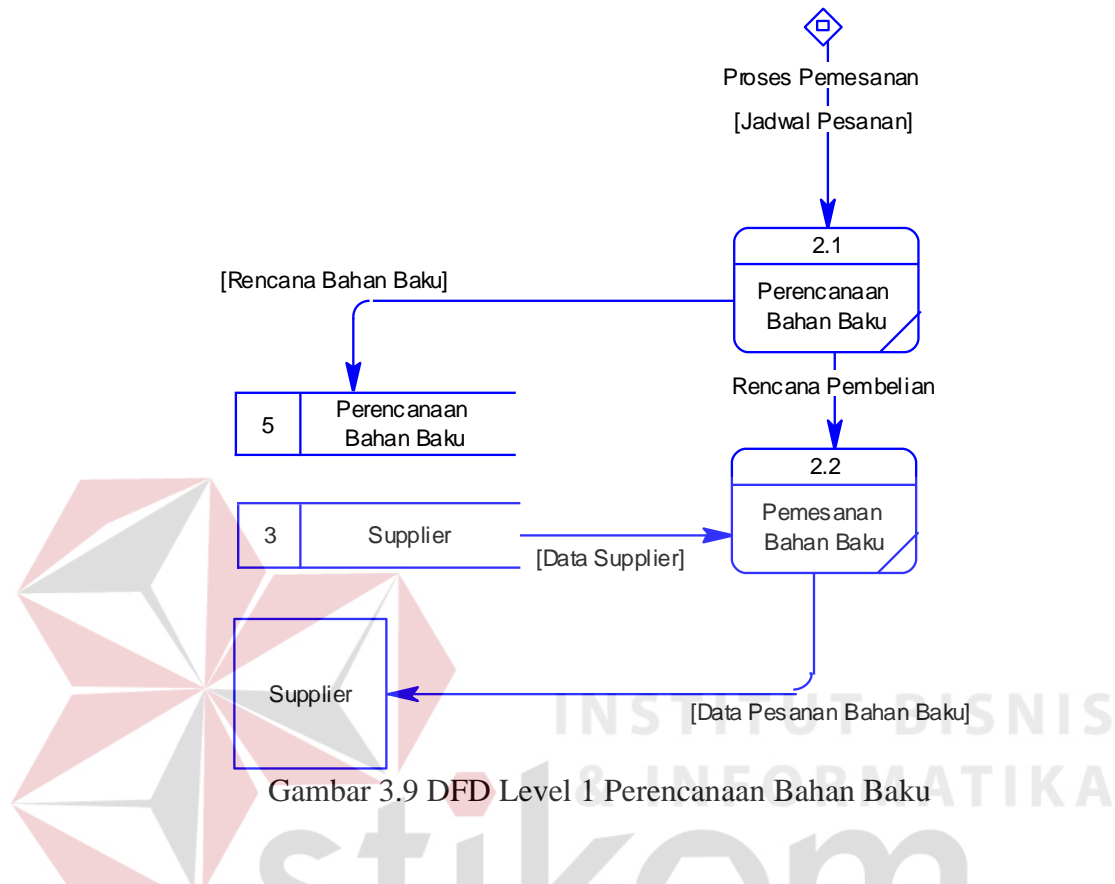 Proses Pemesanan
[Jadwal Pesanan]
2.1
Perencanaan
Bahan Baku
[Rencana Bahan Baku]
Rencana Pembelian
5
Perencanaan
Bahan Baku
2.2
Pemesanan
Bahan Baku
3
Supplier
[Data Supplier]
Supplier
[Data Pesanan Bahan Baku]
INSTITUT BISNIS
& INFORMATIKA
Gambar 3.9 DFD Level 1 Perencanaan Bahan Baku
stikom